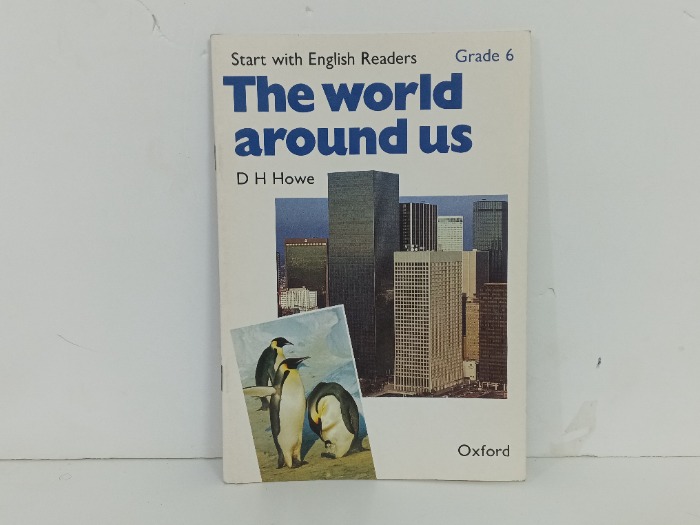 Start with English Readers Grade 6
The world
around us
D H Howe
Oxford